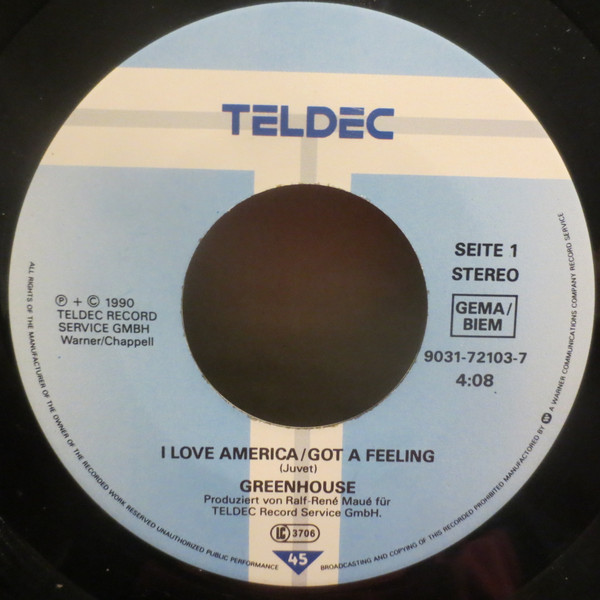 TELDEC
SEITE 1
STEREO
GEMA/
BIEM
9031-72103-7
4:08
Ⓟ + © 1990
TELDEC RECORD
SERVICE GMBH
Warner/Chappell
I LOVE AMERICA/GOT A FEELING
(Juvet)
GREENHOUSE
Produziert von Ralf-René Maué für
TELDEC Record Service GmbH.
LC 3706
45
ALL RIGHTS OF THE MANUFACTURER OF THE OWNER OF THE RECORDED WORK RESERVED UNAUTHORIZED PUBLIC PERFORMANCE BROADCASTING AND COPYING OF THIS RECORDED PROHIBITED MANUFACTURED BY W A WARNER COMMUNICATIONS COMPANY RECORD SERVICE